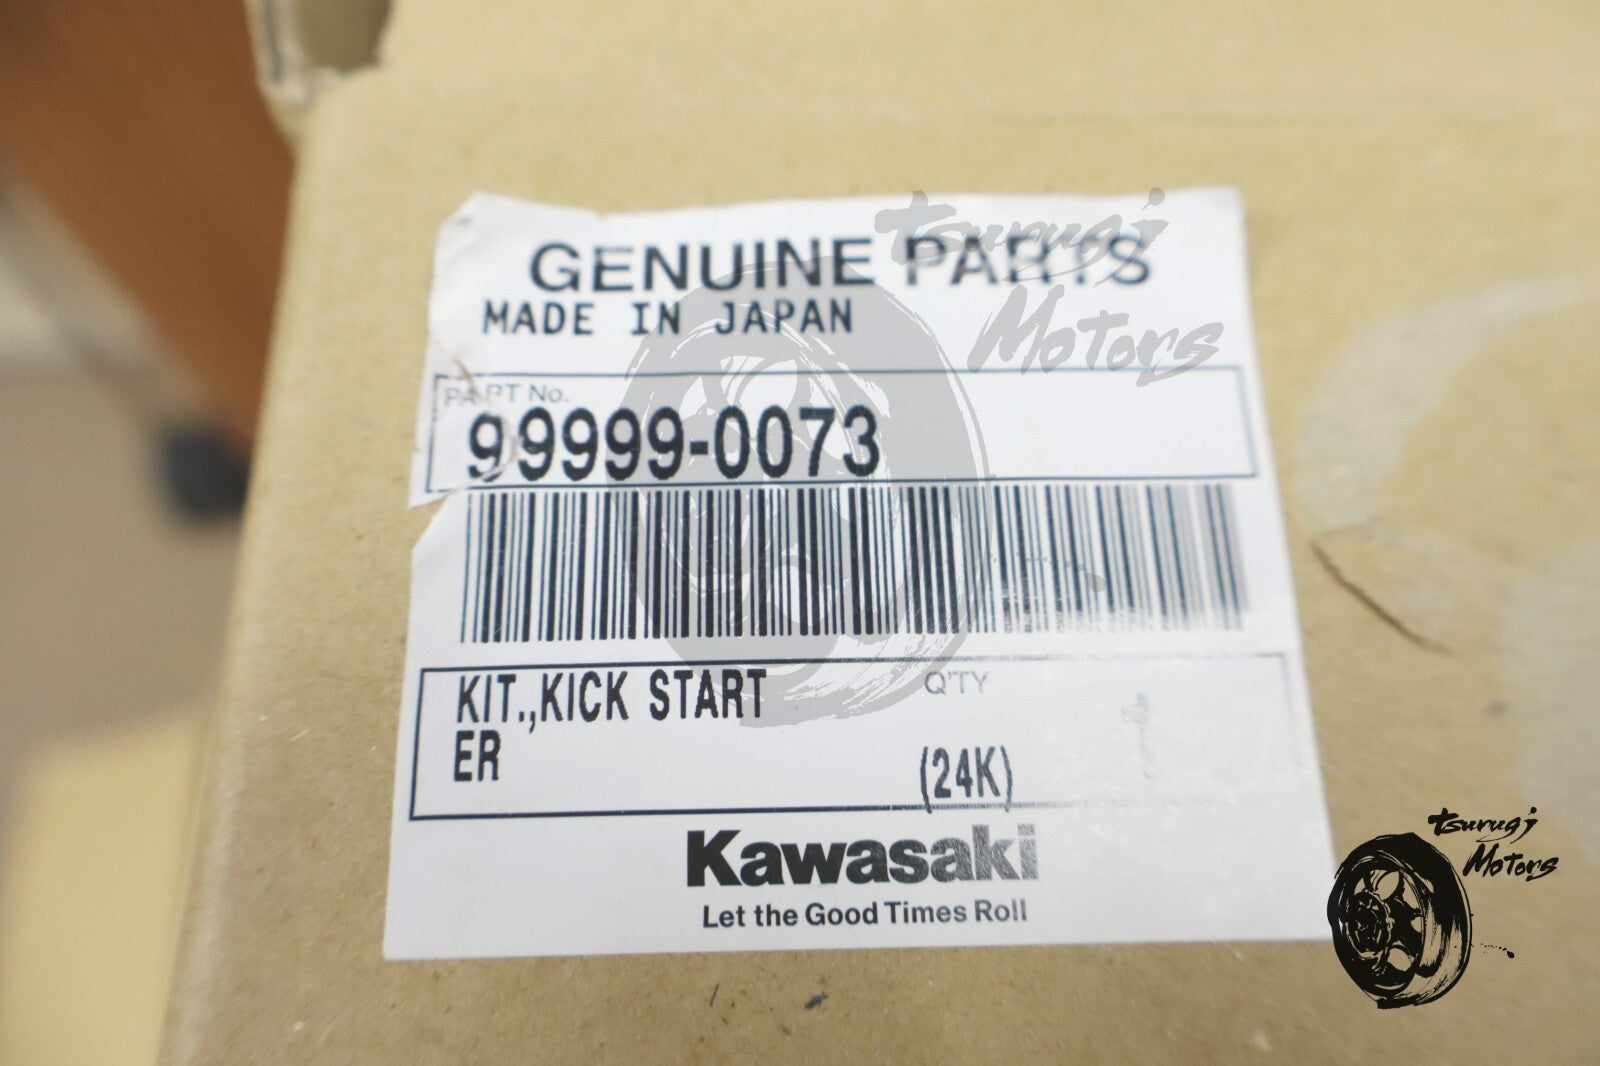 GENUINE PARTS
MADE IN JAPAN
PART No.
99999-0073
KIT.,KICK START
ER
Q'TY
(24K)
Kawasaki
Let the Good Times Roll
Tsurugi
Motors
Tsurugi
Motors